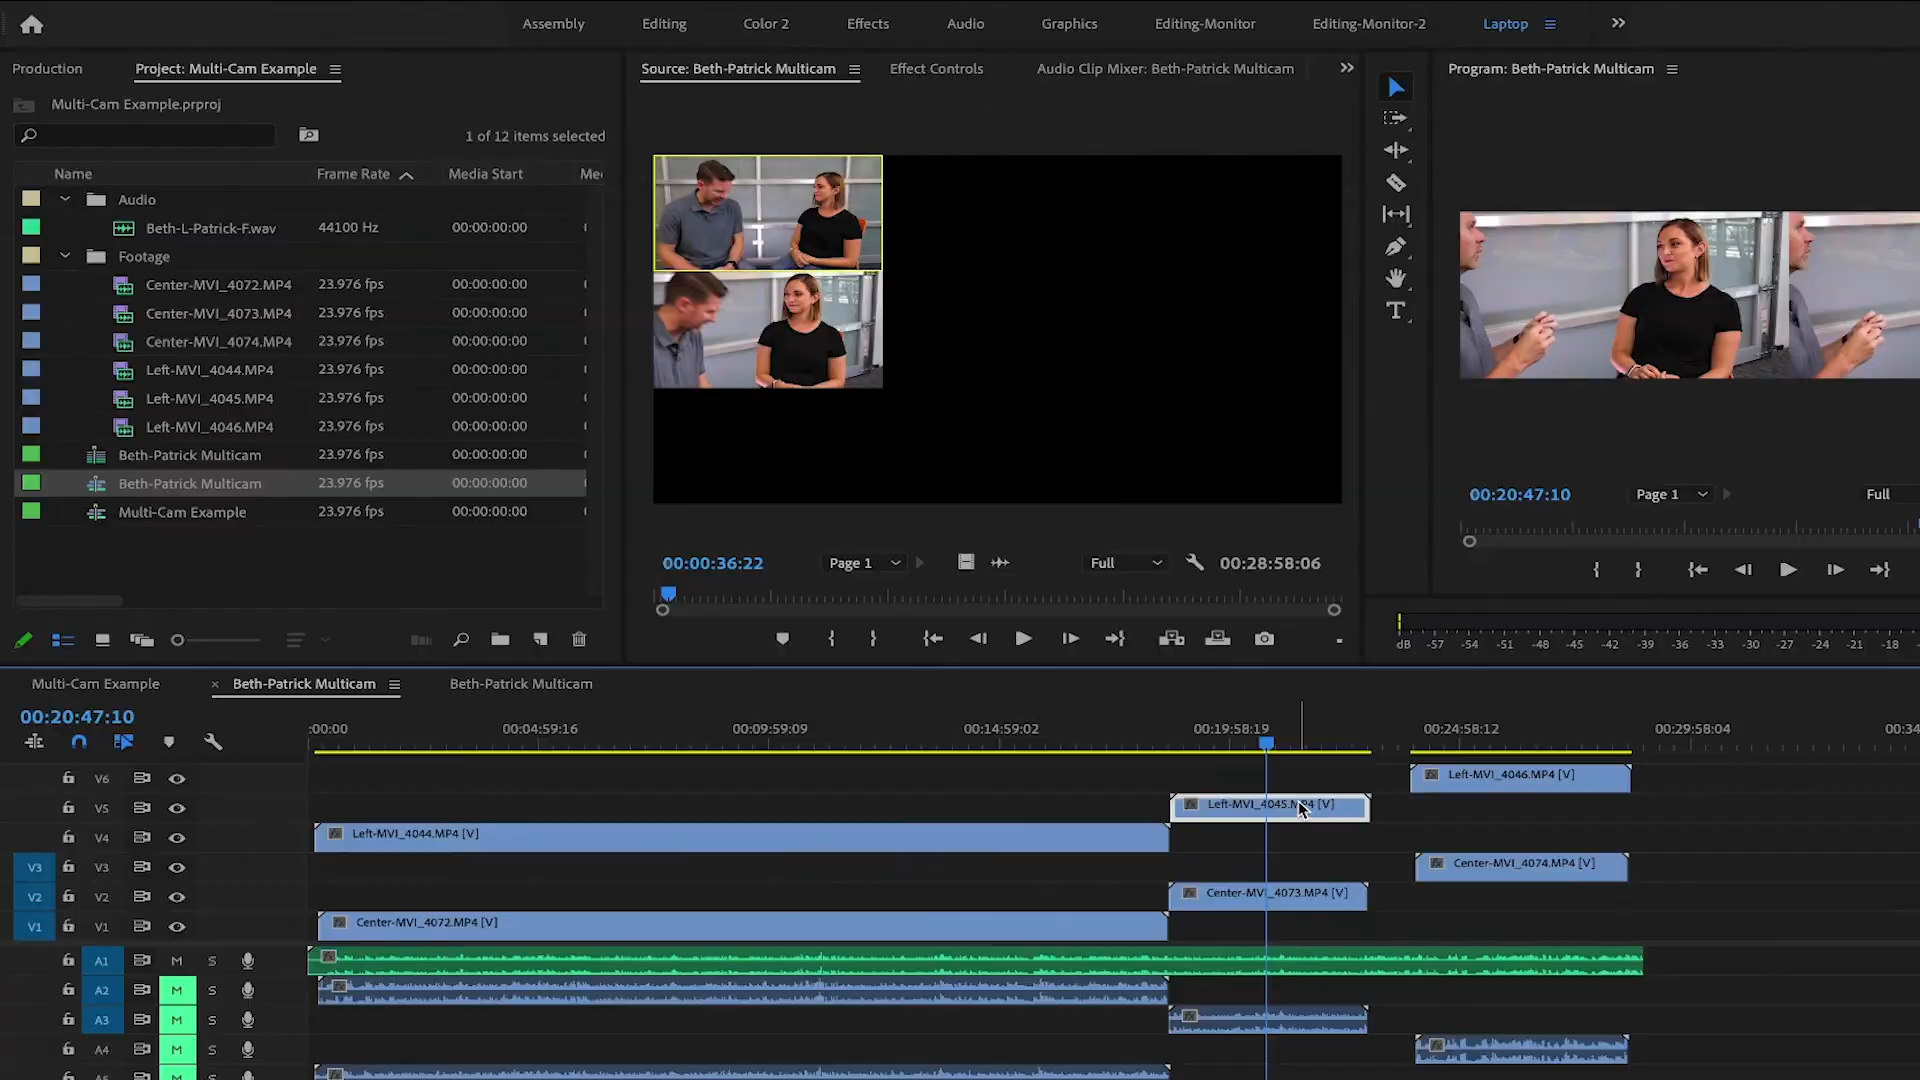 Assembly Editing Color 2 Effects Audio Graphics Editing-Monitor Editing-Monitor-2 Laptop
Production Project: Multi-Cam Example
Multi-Cam Example.prproj
1 of 12 items selected
Name Frame Rate Media Start
Audio
Beth-L-Patrick-F.wav 44100 Hz 00:00:00:00
Footage
Center-MVI_4072.MP4 23.976 fps 00:00:00:00
Center-MVI_4073.MP4 23.976 fps 00:00:00:00
Center-MVI_4074.MP4 23.976 fps 00:00:00:00
Left-MVI_4044.MP4 23.976 fps 00:00:00:00
Left-MVI_4045.MP4 23.976 fps 00:00:00:00
Left-MVI_4046.MP4 23.976 fps 00:00:00:00
Beth-Patrick Multicam 23.976 fps 00:00:00:00
Beth-Patrick Multicam 23.976 fps 00:00:00:00
Multi-Cam Example 23.976 fps 00:00:00:00
Source: Beth-Patrick Multicam Effect Controls Audio Clip Mixer: Beth-Patrick Multicam
00:00:36:22 Page 1 Full 00:28:58:06
Program: Beth-Patrick Multicam
00:20:47:10 Page 1 Full
dB -57 -54 -51 -48 -45 -42 -39 -36 -33 -30 -27 -24 -21 -18
Multi-Cam Example × Beth-Patrick Multicam Beth-Patrick Multicam
00:20:47:10
:00:00 00:04:59:16 00:09:59:09 00:14:59:02 00:19:58:19 00:24:58:12 00:29:58:04 00:34
V6 Left-MVI_4046.MP4 [V]
V5 Left-MVI_4045.MP4 [V]
V4 Left-MVI_4044.MP4 [V]
V3 V3 Center-MVI_4074.MP4 [V]
V2 V2 Center-MVI_4073.MP4 [V]
V1 V1 Center-MVI_4072.MP4 [V]
A1 M S
A2 M S
A3 M S
A4 M S